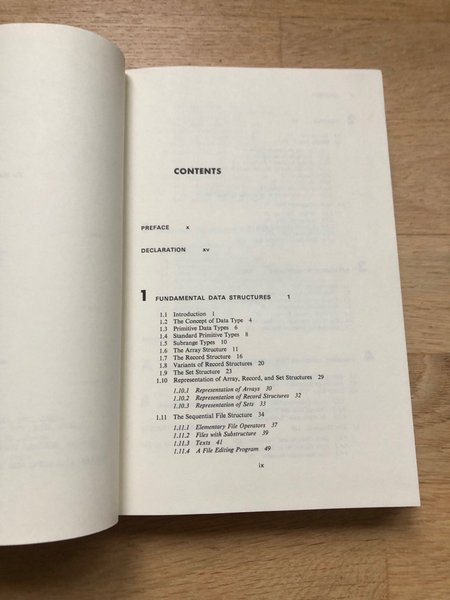 CONTENTS
PREFACE x
DECLARATION xv
1 FUNDAMENTAL DATA STRUCTURES 1
1.1 Introduction 1
1.2 The Concept of Data Type 4
1.3 Primitive Data Types 6
1.4 Standard Primitive Types 8
1.5 Subrange Types 10
1.6 The Array Structure 11
1.7 The Record Structure 16
1.8 Variants of Record Structures 20
1.9 The Set Structure 23
1.10 Representation of Array, Record, and Set Structures 29
1.10.1 Representation of Arrays 30
1.10.2 Representation of Record Structures 32
1.10.3 Representation of Sets 33
1.11 The Sequential File Structure 34
1.11.1 Elementary File Operators 37
1.11.2 Files with Substructure 39
1.11.3 Texts 41
1.11.4 A File Editing Program 49
ix